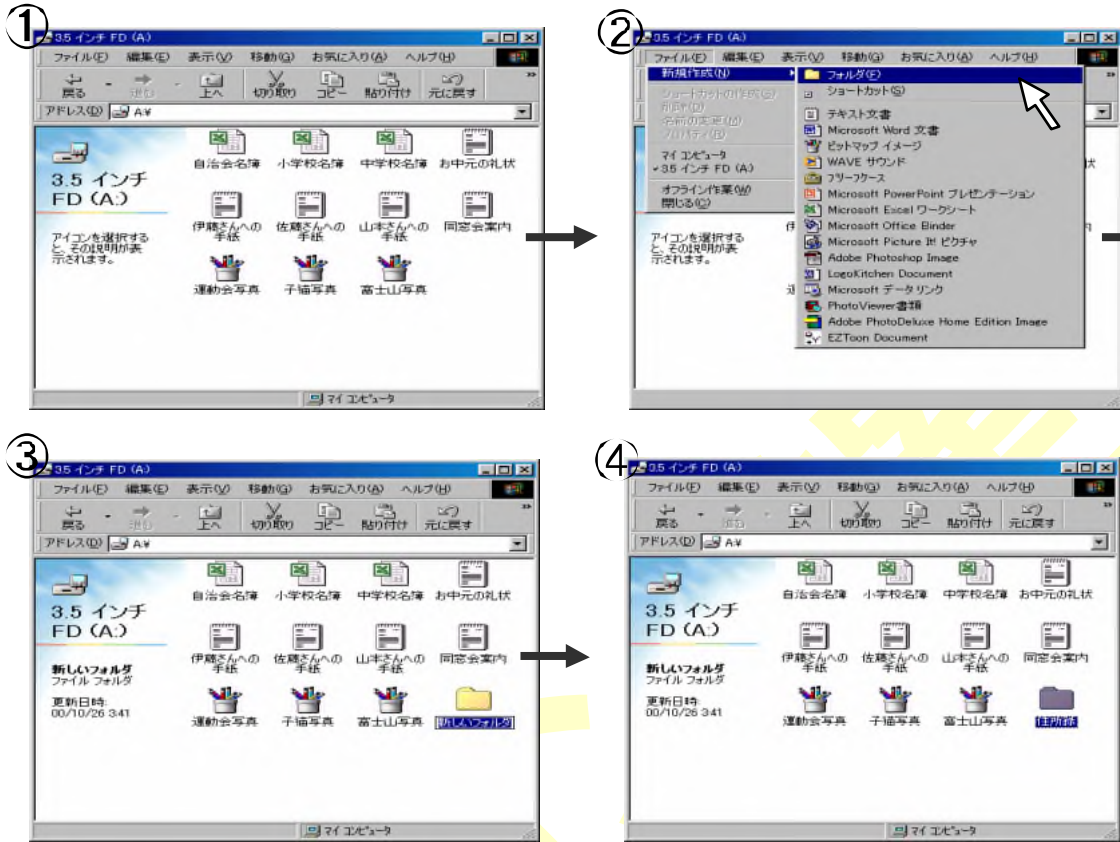 ①
3.5 インチ FD (A:)
ファイル(F) 編集(E) 表示(V) 移動(G) お気に入り(A) ヘルプ(H)
戻る 進む 上へ 切り取り コピー 貼り付け 元に戻す »
アドレス(D) A:¥
3.5 インチ
FD (A:)
アイコンを選択する
と、その説明が表
示されます。
自治会名簿 小学校名簿 中学校名簿 お中元の礼状
伊藤さんへの手紙 佐藤さんへの手紙 山本さんへの手紙 同窓会案内
運動会写真 子猫写真 富士山写真
マイ コンピュータ
②
3.5 インチ FD (A:)
ファイル(F) 編集(E) 表示(V) 移動(G) お気に入り(A) ヘルプ(H)
新規作成(N)
ショートカットの作成(S)
削除(D)
名前の変更(M)
プロパティ(R)
マイ コンピュータ
3.5 インチ FD (A)
オフライン作業(W)
閉じる(C)
フォルダ(F)
ショートカット(S)
テキスト文書
Microsoft Word 文書
ビットマップ イメージ
WAVE サウンド
ブリーフケース
Microsoft PowerPoint プレゼンテーション
Microsoft Excel ワークシート
Microsoft Office Binder
Microsoft Picture It! ピクチャ
Adobe Photoshop Image
LogoKitchen Document
Microsoft データ リンク
PhotoViewer書類
Adobe PhotoDeluxe Home Edition Image
EZToon Document
アイコンを選択する
と、その説明が表
示されます。
③
3.5 インチ FD (A:)
ファイル(F) 編集(E) 表示(V) 移動(G) お気に入り(A) ヘルプ(H)
戻る 進む 上へ 切り取り コピー 貼り付け 元に戻す »
アドレス(D) A:¥
3.5 インチ
FD (A:)
新しいフォルダ
ファイル フォルダ
更新日時:
00/10/26 3:41
自治会名簿 小学校名簿 中学校名簿 お中元の礼状
伊藤さんへの手紙 佐藤さんへの手紙 山本さんへの手紙 同窓会案内
運動会写真 子猫写真 富士山写真 新しいフォルダ
マイ コンピュータ
④
3.5 インチ FD (A:)
ファイル(F) 編集(E) 表示(V) 移動(G) お気に入り(A) ヘルプ(H)
戻る 進む 上へ 切り取り コピー 貼り付け 元に戻す »
アドレス(D) A:¥
3.5 インチ
FD (A:)
新しいフォルダ
ファイル フォルダ
更新日時:
00/10/26 3:41
自治会名簿 小学校名簿 中学校名簿 お中元の礼状
伊藤さんへの手紙 佐藤さんへの手紙 山本さんへの手紙 同窓会案内
運動会写真 子猫写真 富士山写真 住所録
マイ コンピュータ